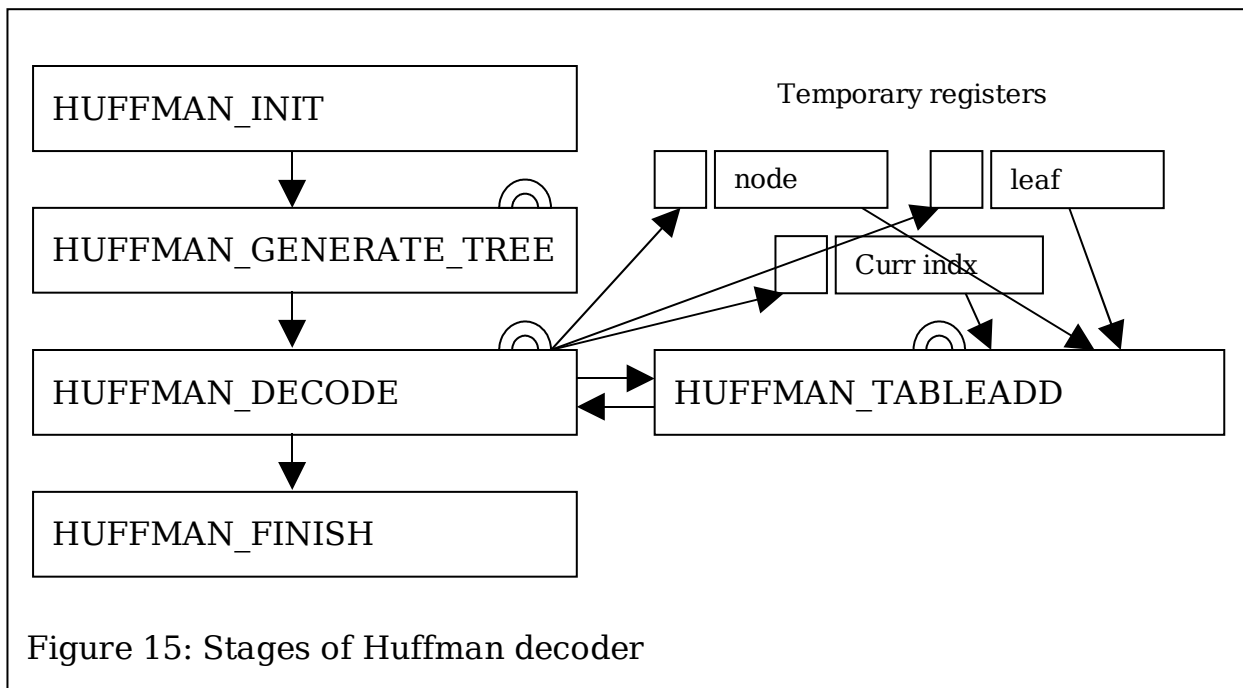 HUFFMAN_INIT
Temporary registers
node
leaf
HUFFMAN_GENERATE_TREE
Curr indx
HUFFMAN_DECODE
HUFFMAN_TABLEADD
HUFFMAN_FINISH
Figure 15: Stages of Huffman decoder